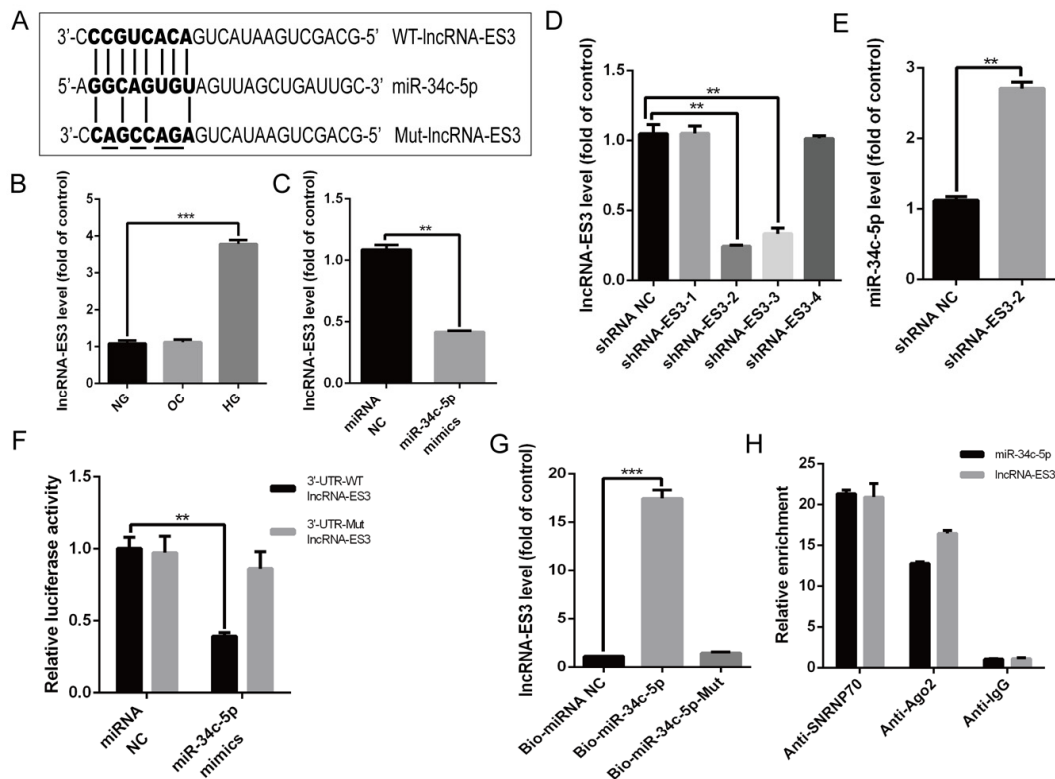 A
3'-CCCGUCACAGUCAUAAGUCGACG-5' WT-lncRNA-ES3
5'-AGGCAGUGUUAGUUAGCUGAUUGC-3' miR-34c-5p
3'-CCAGCCAGAGUCAUAAGUCGACG-5' Mut-lncRNA-ES3
B
lncRNA-ES3 level (fold of control)
5
4
2
1
0
***
NG
OC
HG
C
lncRNA-ES3 level (fold of control)
1.5
1.0
0.5
0.0
**
miRNA
NC
miR-34c-5p
mimics
D
lncRNA-ES3 level (fold of control)
1.5
1.0
0.5
0.0
**
**
shRNA NC
shRNA-ES3-1
shRNA-ES3-2
shRNA-ES3-3
shRNA-ES3-4
E
miR-34c-5p level (fold of control)
3
2
1
0
**
shRNA NC
shRNA-ES3-2
F
Relative luciferase activity
1.5
1.0
0.5
0.0
**
3'-UTR-WT
lncRNA-ES3
3'-UTR-Mut
lncRNA-ES3
miRNA
NC
miR-34c-5p
mimics
G
lncRNA-ES3 level (fold of control)
20
15
10
5
0
***
Bio-miRNA NC
Bio-miR-34c-5p
Bio-miR-34c-5p-Mut
H
Relative enrichment
25
20
15
10
5
0
miR-34c-5p
lncRNA-ES3
Anti-SNRNP70
Anti-Ago2
Anti-IgG